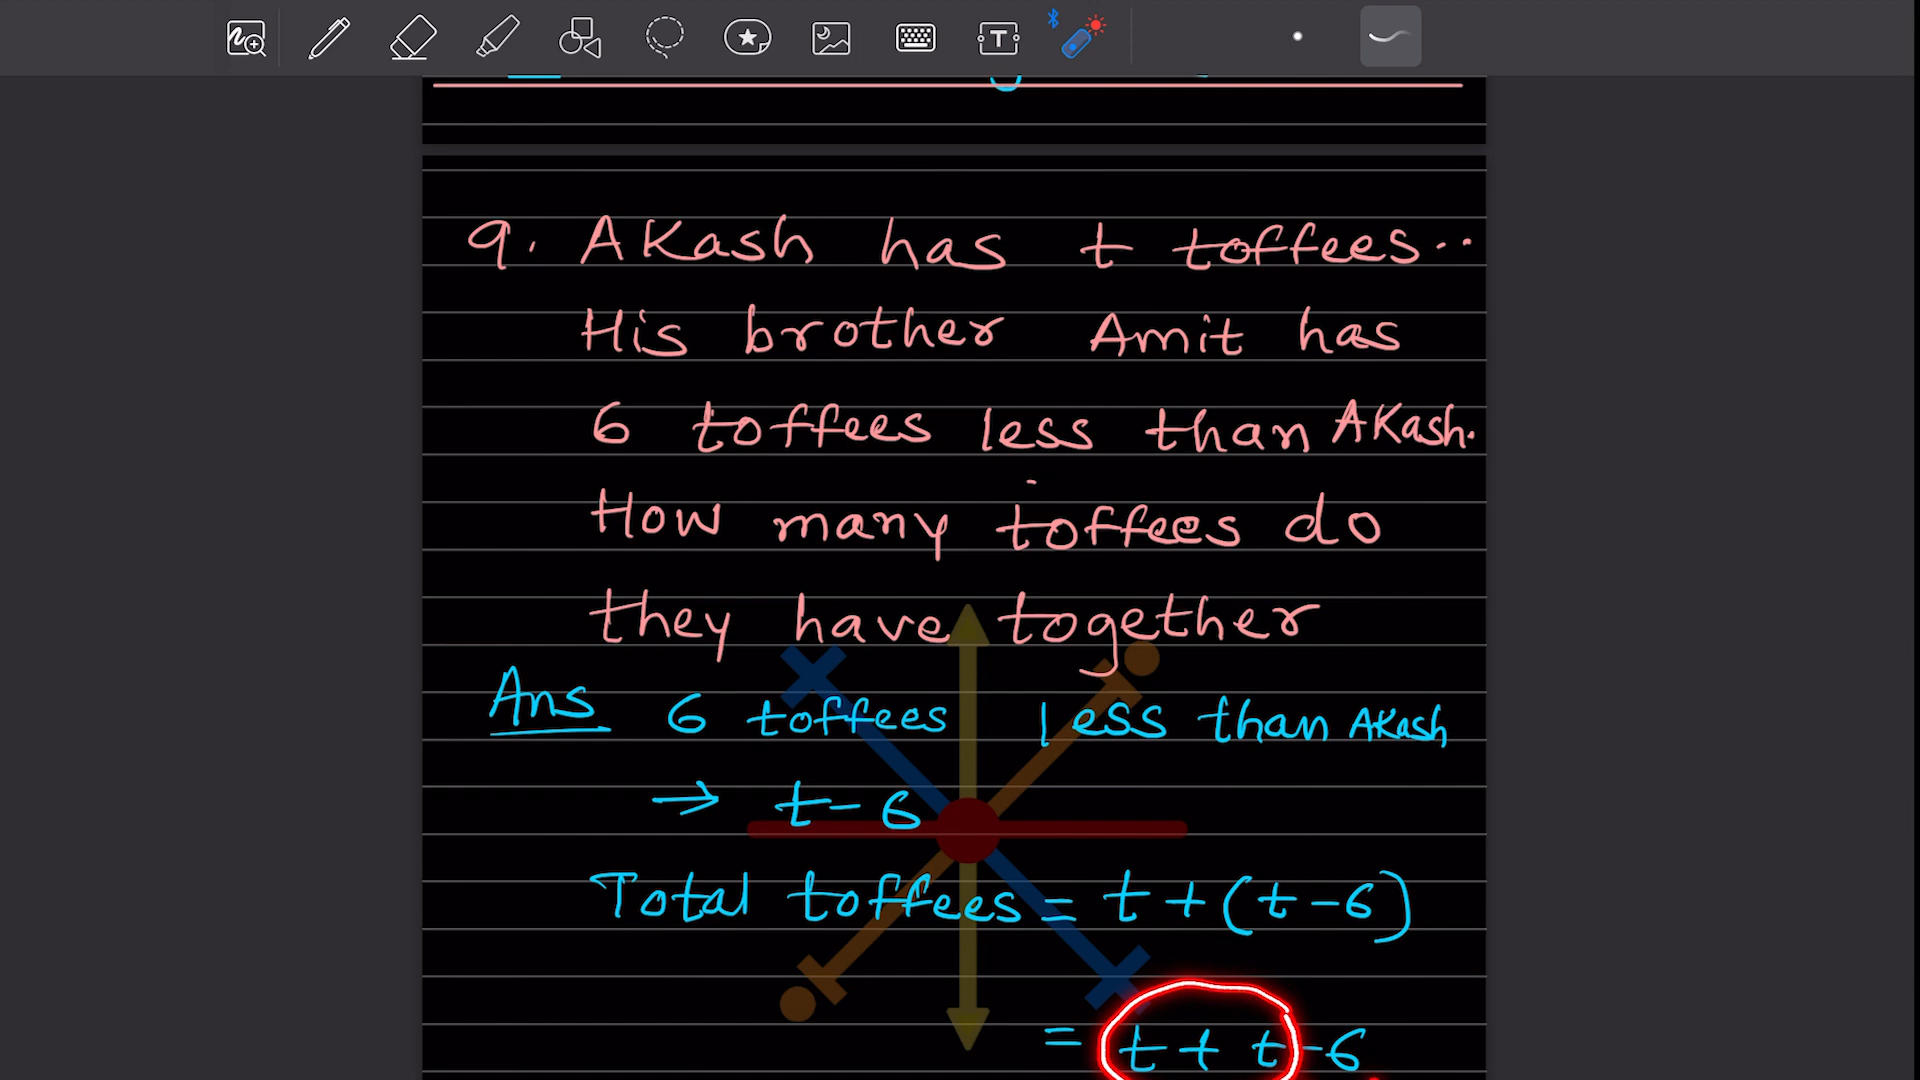 9. Akash has t toffees..
His brother Amit has
6 toffees less than Akash.
How many toffees do
they have together
Ans 6 toffees less than Akash
→ t - 6
Total toffees = t + (t - 6)
= t + t - 6